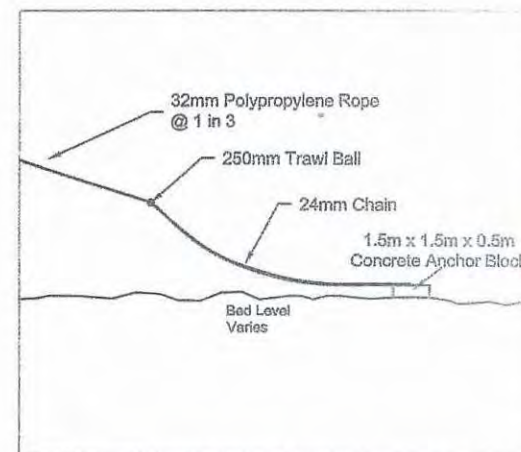 32mm Polypropylene Rope
@ 1 in 3
250mm Trawl Ball
24mm Chain
1.5m x 1.5m x 0.5m
Concrete Anchor Block
Bed Level
Varies